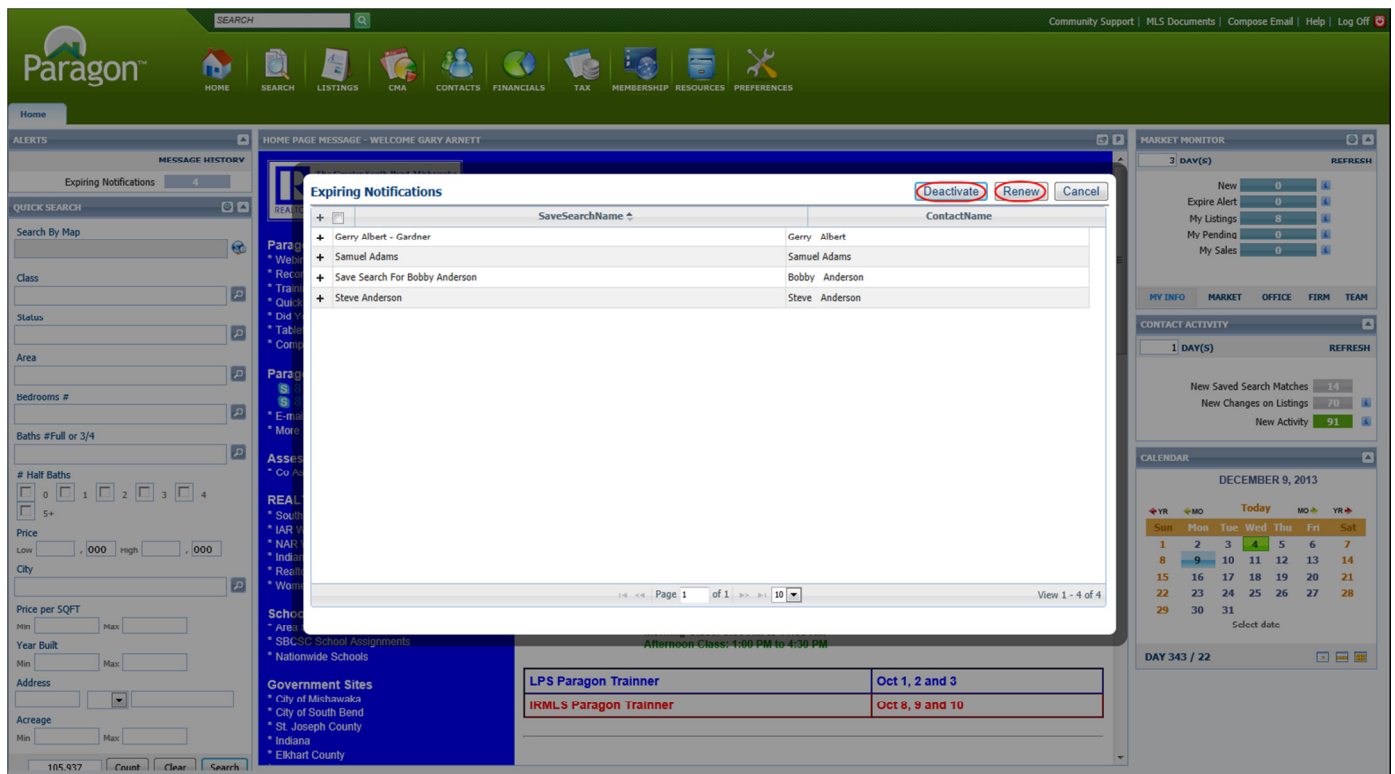 SEARCH
Community Support | MLS Documents | Compose Email | Help | Log Off
Paragon™
HOME SEARCH LISTINGS CMA CONTACTS FINANCIALS TAX MEMBERSHIP RESOURCES PREFERENCES
Home
ALERTS
MESSAGE HISTORY
Expiring Notifications 4
QUICK SEARCH
Search By Map
Class
Status
Area
Bedrooms #
Baths #Full or 3/4
# Half Baths
0 1 2 3 4
5+
Price
Low , 000 High , 000
City
Price per SQFT
Min Max
Year Built
Min Max
Address
Acreage
Min Max
105,937 Count Clear Search
HOME PAGE MESSAGE - WELCOME GARY ARNETT
Expiring Notifications Deactivate Renew Cancel
+ SaveSearchName ContactName
+ Gerry Albert - Gardner Gerry Albert
+ Samuel Adams Samuel Adams
+ Save Search For Bobby Anderson Bobby Anderson
+ Steve Anderson Steve Anderson
Page 1 of 1 10 View 1 - 4 of 4
* SBCSC School Assignments
* Nationwide Schools
Government Sites
* City of Mishawaka
* City of South Bend
* St. Joseph County
* Indiana
* Elkhart County
Afternoon Class: 1:00 PM to 4:30 PM
LPS Paragon Trainner Oct 1, 2 and 3
IRMLS Paragon Trainner Oct 8, 9 and 10
MARKET MONITOR
3 DAY(S) REFRESH
New 0
Expire Alert 0
My Listings 8
My Pending 0
My Sales 0
MY INFO MARKET OFFICE FIRM TEAM
CONTACT ACTIVITY
1 DAY(S) REFRESH
New Saved Search Matches 14
New Changes on Listings 70
New Activity 91
CALENDAR
DECEMBER 9, 2013
YR MO Today MO YR
Sun Mon Tue Wed Thu Fri Sat
1 2 3 4 5 6 7
8 9 10 11 12 13 14
15 16 17 18 19 20 21
22 23 24 25 26 27 28
29 30 31
Select date
DAY 343 / 22